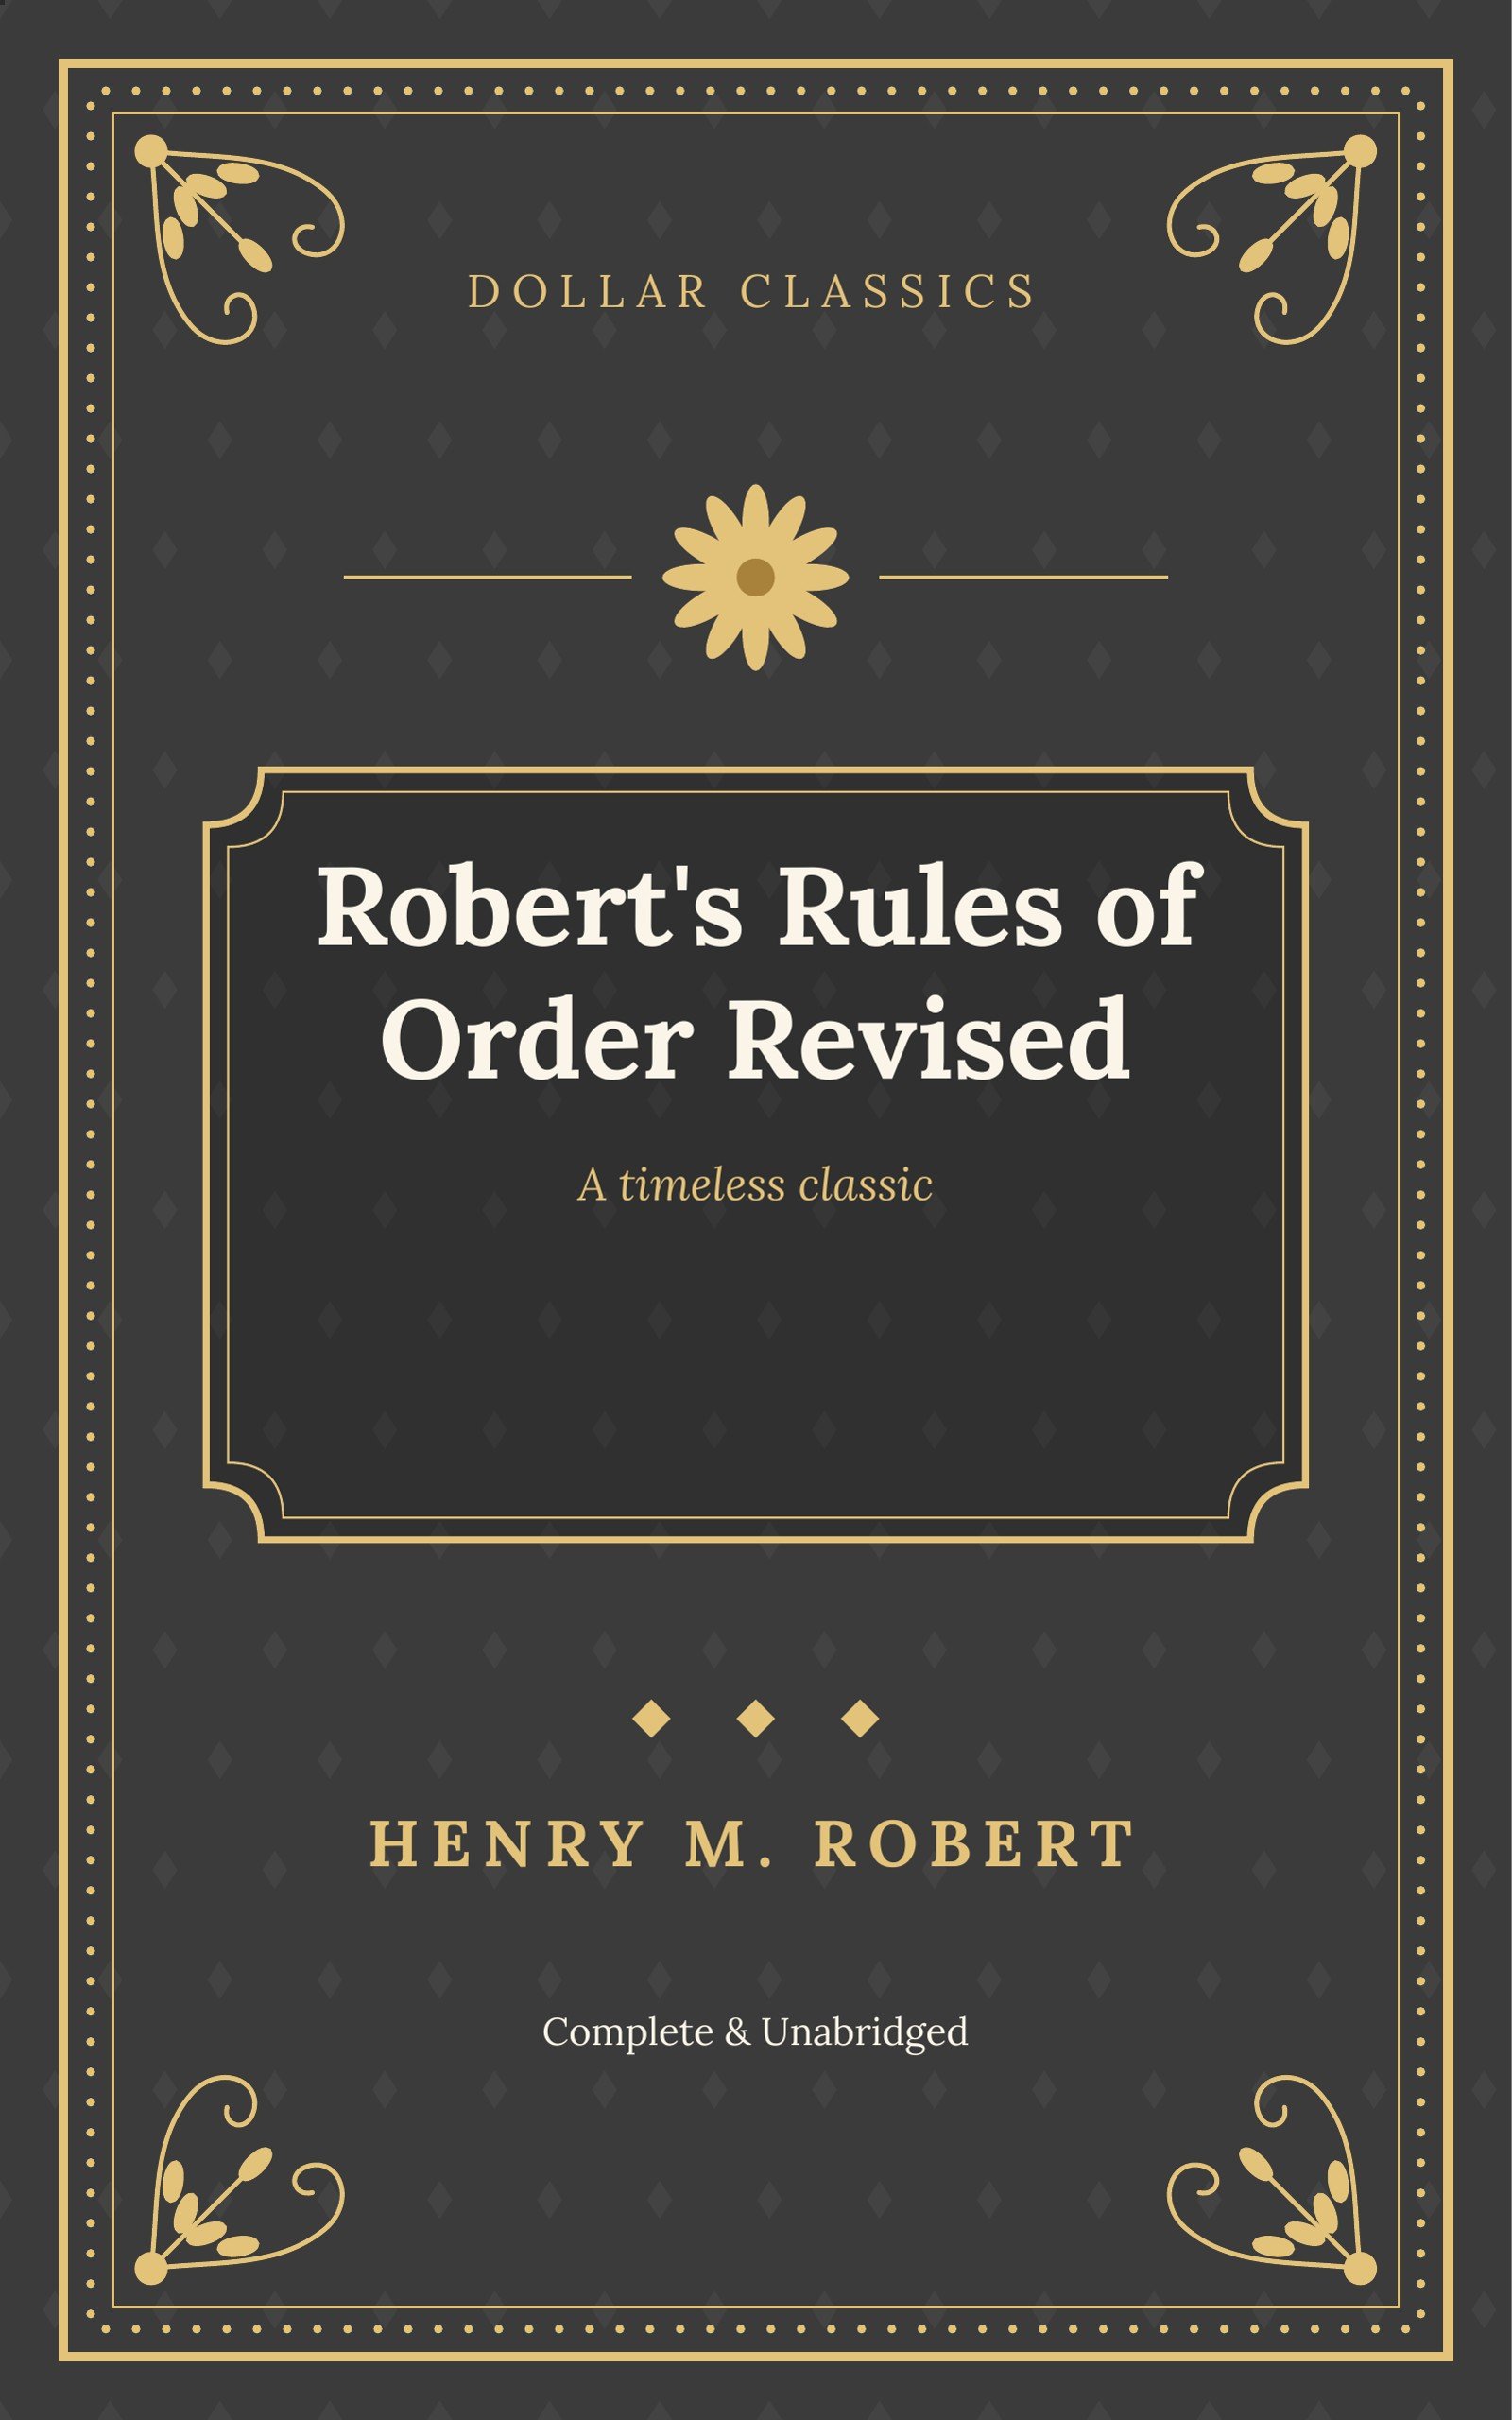 DOLLAR CLASSICS
Robert's Rules of
Order Revised
A timeless classic
HENRY M. ROBERT
Complete & Unabridged